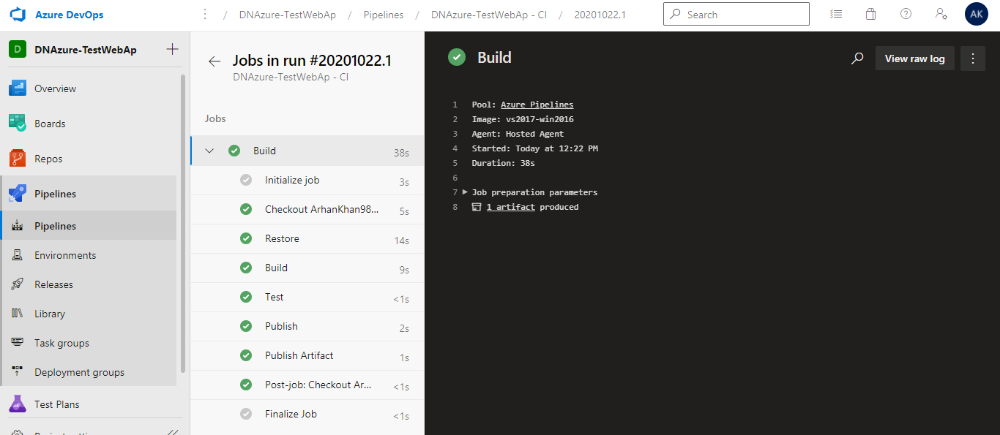 Azure DevOps
/ DNAzure-TestWebAp / Pipelines / DNAzure-TestWebAp - CI / 20201022.1
Search
AK
D DNAzure-TestWebAp
Overview
Boards
Repos
Pipelines
Pipelines
Environments
Releases
Library
Task groups
Deployment groups
Test Plans
Jobs in run #20201022.1
DNAzure-TestWebAp - CI
Jobs
Build 38s
Initialize job 3s
Checkout ArhanKhan98... 5s
Restore 14s
Build 9s
Test <1s
Publish 2s
Publish Artifact 1s
Post-job: Checkout Ar... <1s
Finalize Job <1s
Build
View raw log
1 Pool: Azure Pipelines
2 Image: vs2017-win2016
3 Agent: Hosted Agent
4 Started: Today at 12:22 PM
5 Duration: 38s
6
7 Job preparation parameters
8 1 artifact produced